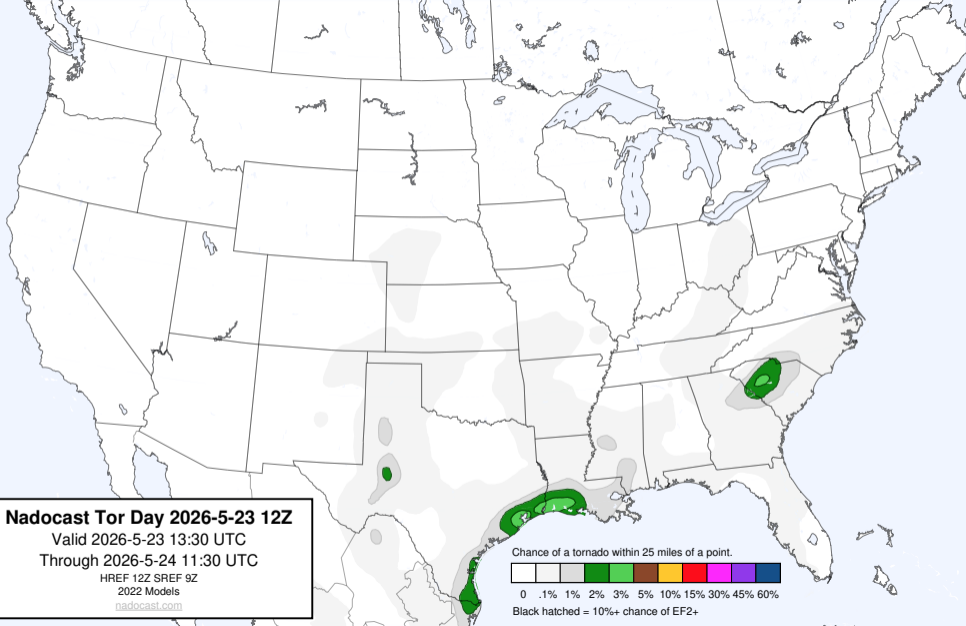 Nadocast Tor Day 2026-5-23 12Z
Valid 2026-5-23 13:30 UTC
Through 2026-5-24 11:30 UTC
HREF 12Z SREF 9Z
2022 Models
nadocast.com
Chance of a tornado within 25 miles of a point.
0 .1% 1% 2% 3% 5% 10% 15% 30% 45% 60%
Black hatched = 10%+ chance of EF2+